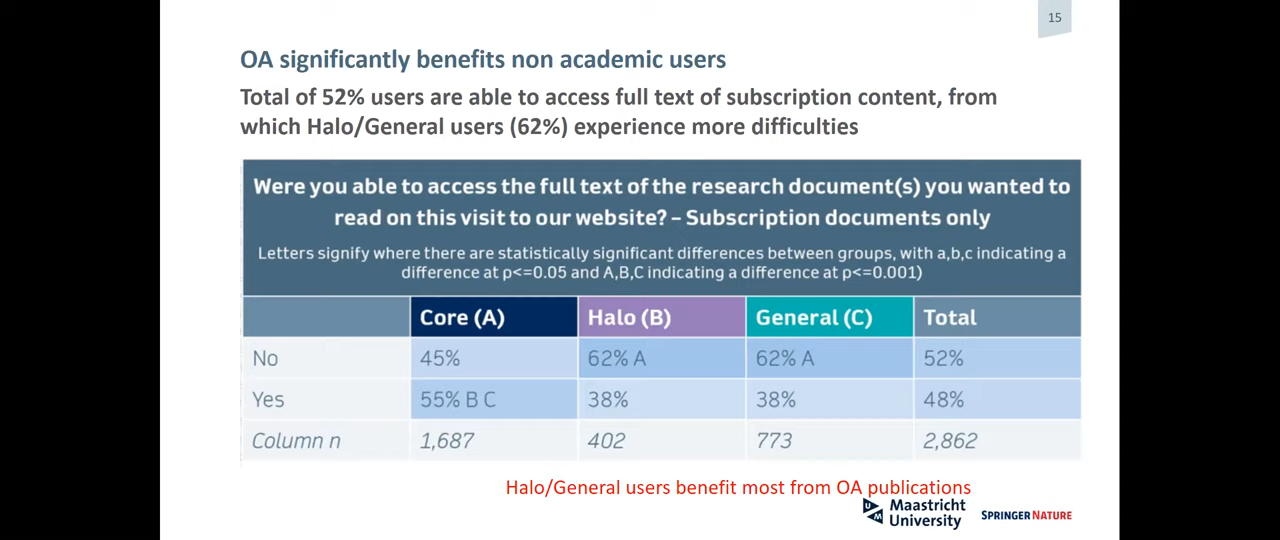 15
OA significantly benefits non academic users
Total of 52% users are able to access full text of subscription content, from
which Halo/General users (62%) experience more difficulties
Were you able to access the full text of the research document(s) you wanted to
read on this visit to our website? – Subscription documents only
Letters signify where there are statistically significant differences between groups, with a,b,c indicating a
difference at p<=0.05 and A,B,C indicating a difference at p<=0.001)
Core (A) Halo (B) General (C) Total
No 45% 62% A 62% A 52%
Yes 55% B C 38% 38% 48%
Column n 1,687 402 773 2,862
Halo/General users benefit most from OA publications
Maastricht
University
SPRINGER NATURE